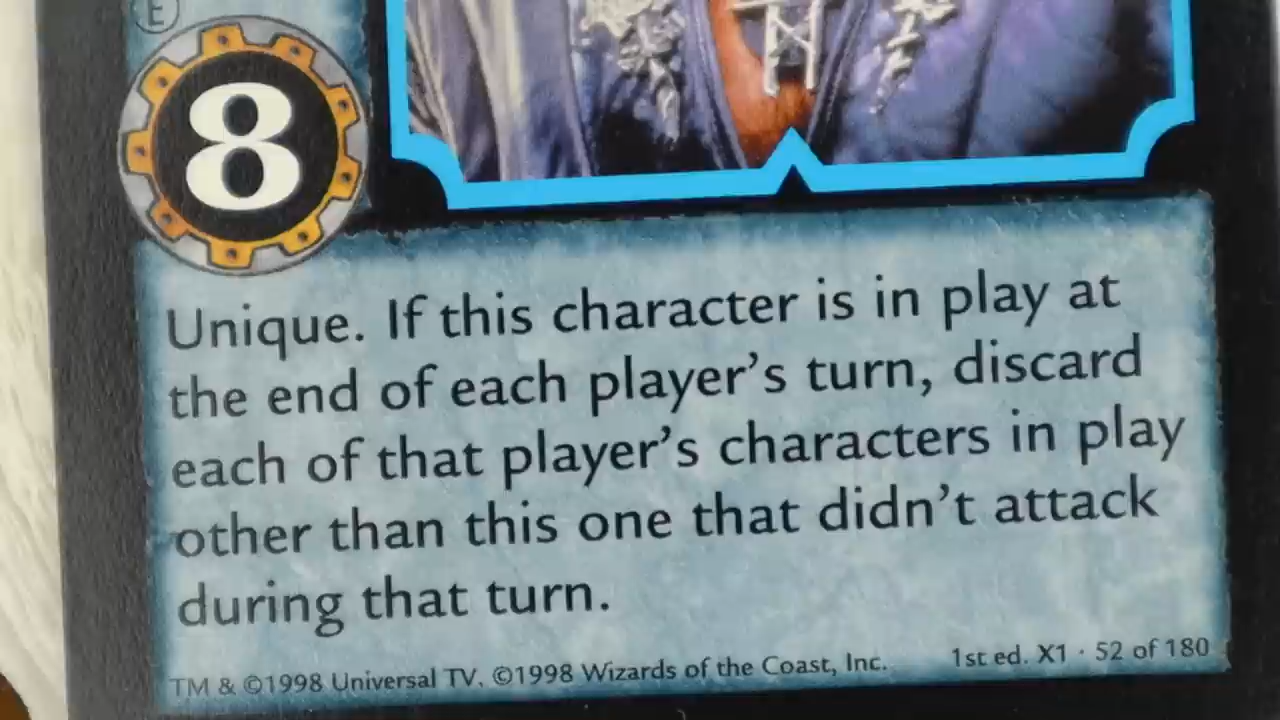 E
8
Unique. If this character is in play at
the end of each player's turn, discard
each of that player's characters in play
other than this one that didn't attack
during that turn.
TM & ©1998 Universal TV. ©1998 Wizards of the Coast, Inc. 1st ed. X1 · 52 of 180